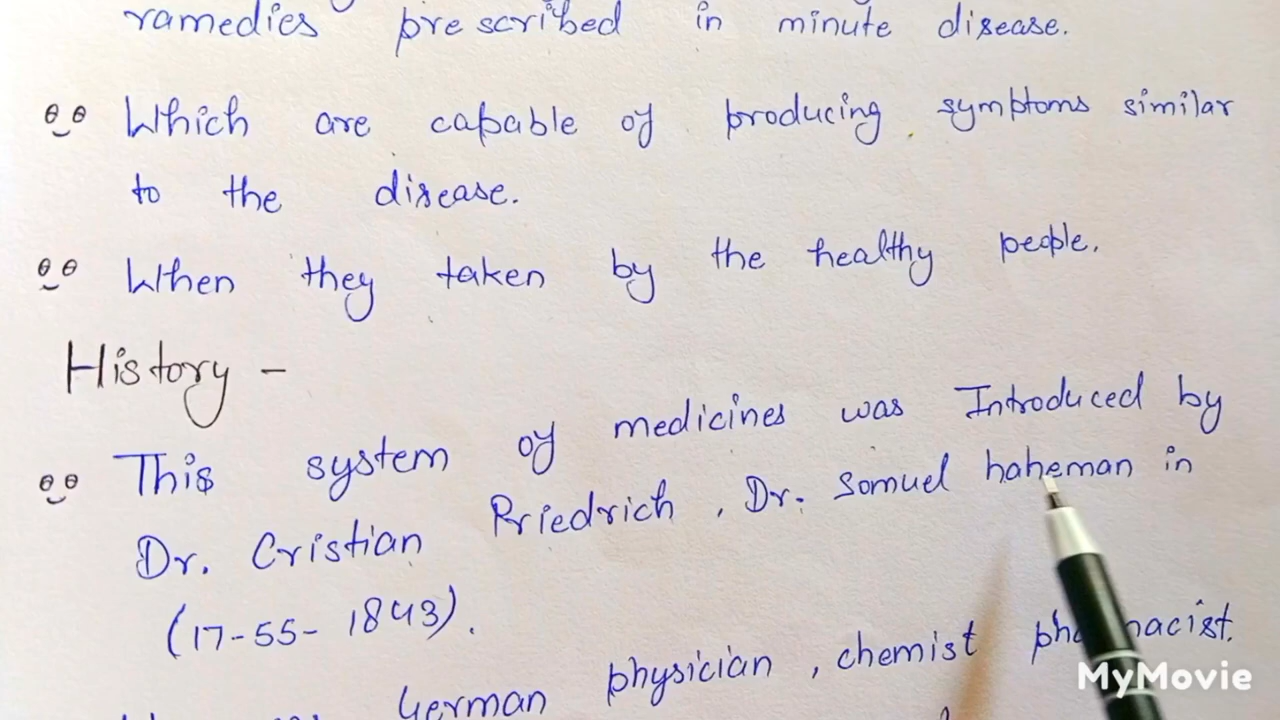 ramedies prescribed in minute disease.
Which are capable of producing symptoms similar
to the disease.
When they taken by the healthy people.
History -
This system of medicines was Introduced by
Dr. Cristian Rriedrich, Dr. Somuel haheman in
(17-55- 1843).
German physician, chemist
MyMovie